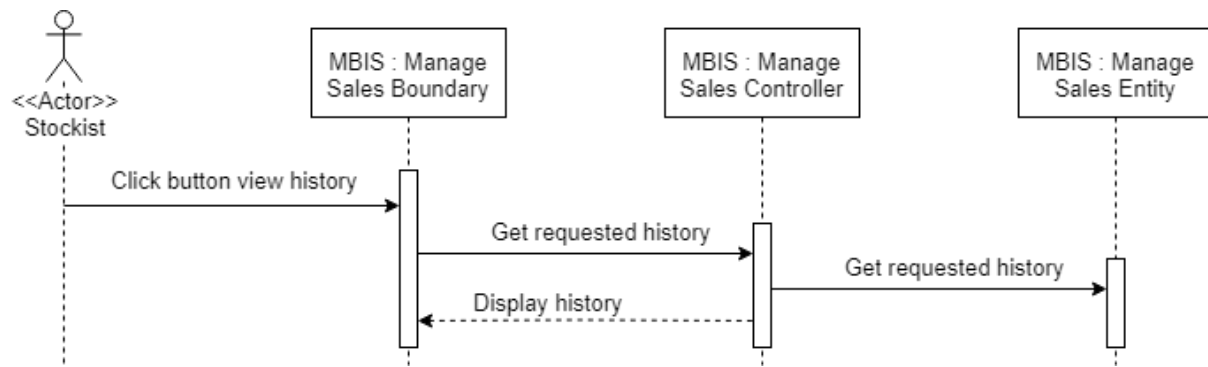 MBIS : Manage
Sales Boundary
MBIS : Manage
Sales Controller
MBIS : Manage
Sales Entity
<<Actor>>
Stockist
Click button view history
Get requested history
Get requested history
Display history